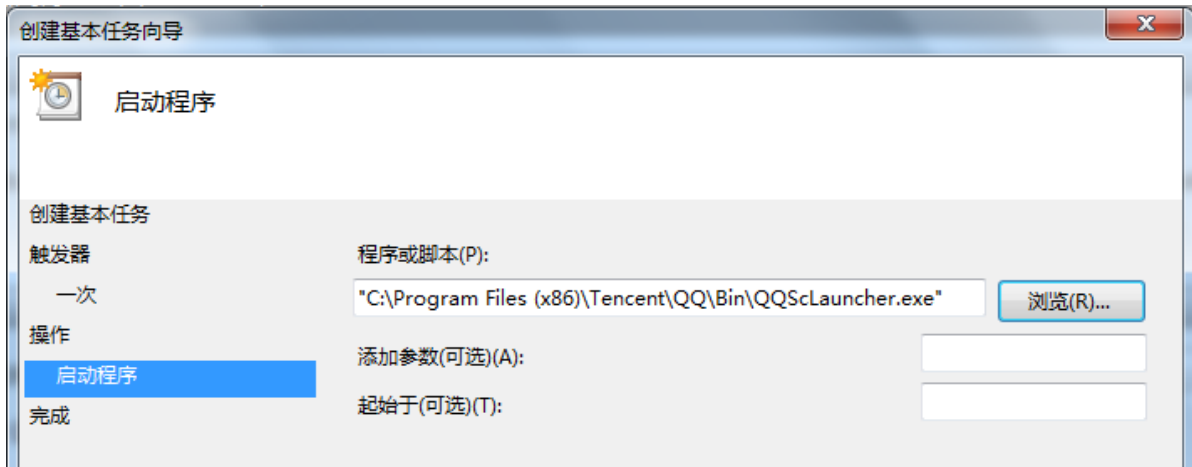 创建基本任务向导
启动程序
创建基本任务
触发器
一次
操作
启动程序
完成
程序或脚本(P):
"C:\Program Files (x86)\Tencent\QQ\Bin\QQScLauncher.exe"
浏览(R)...
添加参数(可选)(A):
起始于(可选)(T):